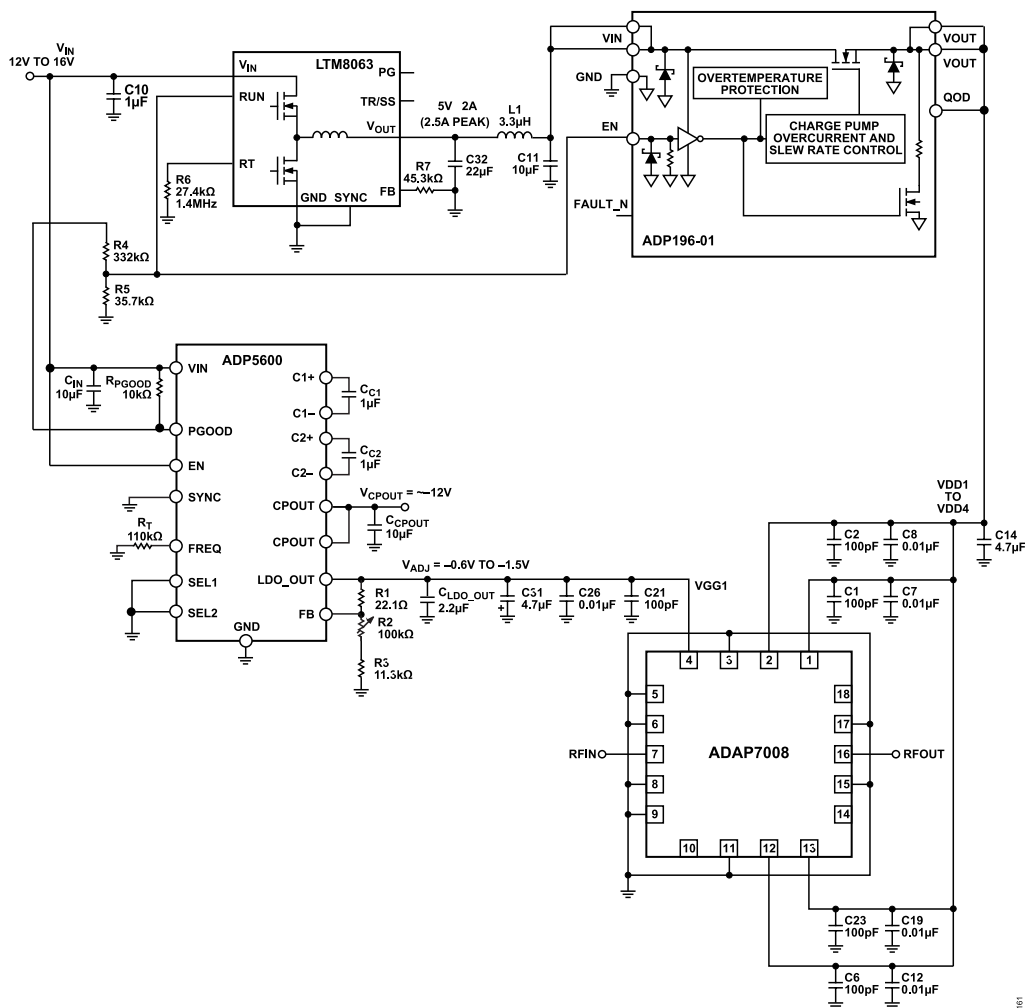 VIN
12V TO 16V
C10
1µF
VIN
LTM8063
PG
RUN
TR/SS
VOUT
RT
FB
GND SYNC
R6
27.4kΩ
1.4MHz
5V 2A
(2.5A PEAK)
L1
3.3µH
R7
45.3kΩ
C32
22µF
C11
10µF
VIN
GND
EN
FAULT_N
OVERTEMPERATURE
PROTECTION
CHARGE PUMP
OVERCURRENT AND
SLEW RATE CONTROL
ADP196-01
VOUT
VOUT
QOD
R4
332kΩ
R5
35.7kΩ
ADP5600
CIN
10µF
RPGOOD
10kΩ
VIN
PGOOD
EN
SYNC
RT
110kΩ
FREQ
SEL1
SEL2
GND
C1+
C1–
CC1
1µF
C2+
C2–
CC2
1µF
CPOUT
CPOUT
VCPOUT = ~–12V
CCPOUT
10µF
LDO_OUT
FB
VADJ = –0.6V TO –1.5V
R1
22.1Ω
R2
100kΩ
R3
11.3kΩ
CLDO_OUT
2.2µF
C31
4.7µF
+
C26
0.01µF
C21
100pF
VGG1
VDD1
TO
VDD4
C2
100pF
C8
0.01µF
C14
4.7µF
C1
100pF
C7
0.01µF
4 3 2 1
5
6
7
8
9
18
17
16
15
14
10 11 12 13
RFIN
ADAP7008
RFOUT
C23
100pF
C19
0.01µF
C6
100pF
C12
0.01µF
161